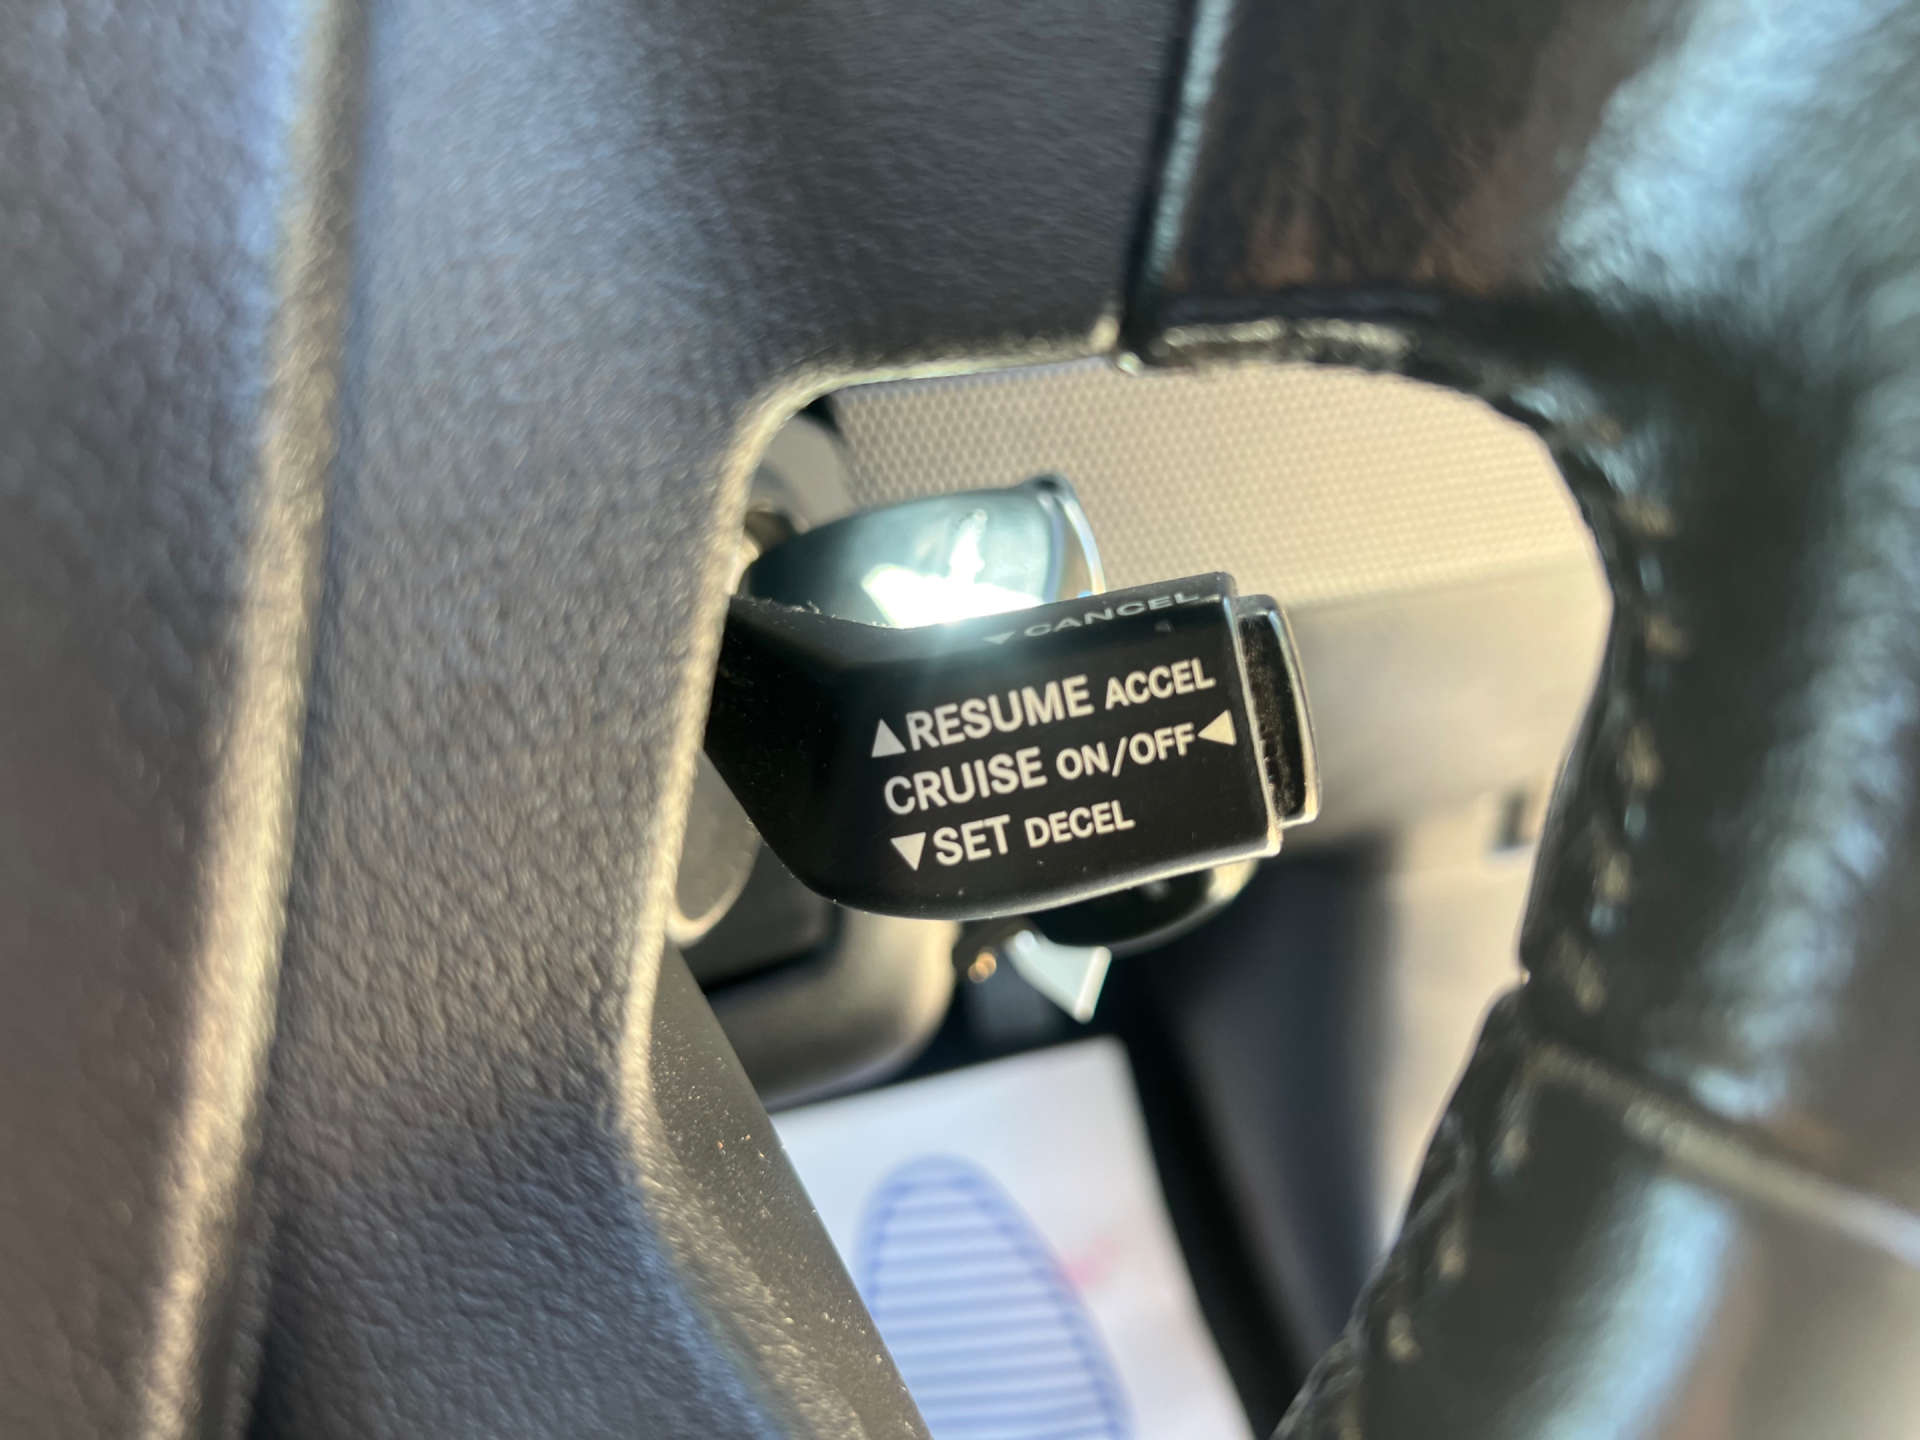 ▼CANCEL
▲RESUME ACCEL
CRUISE ON/OFF◀
▼SET DECEL